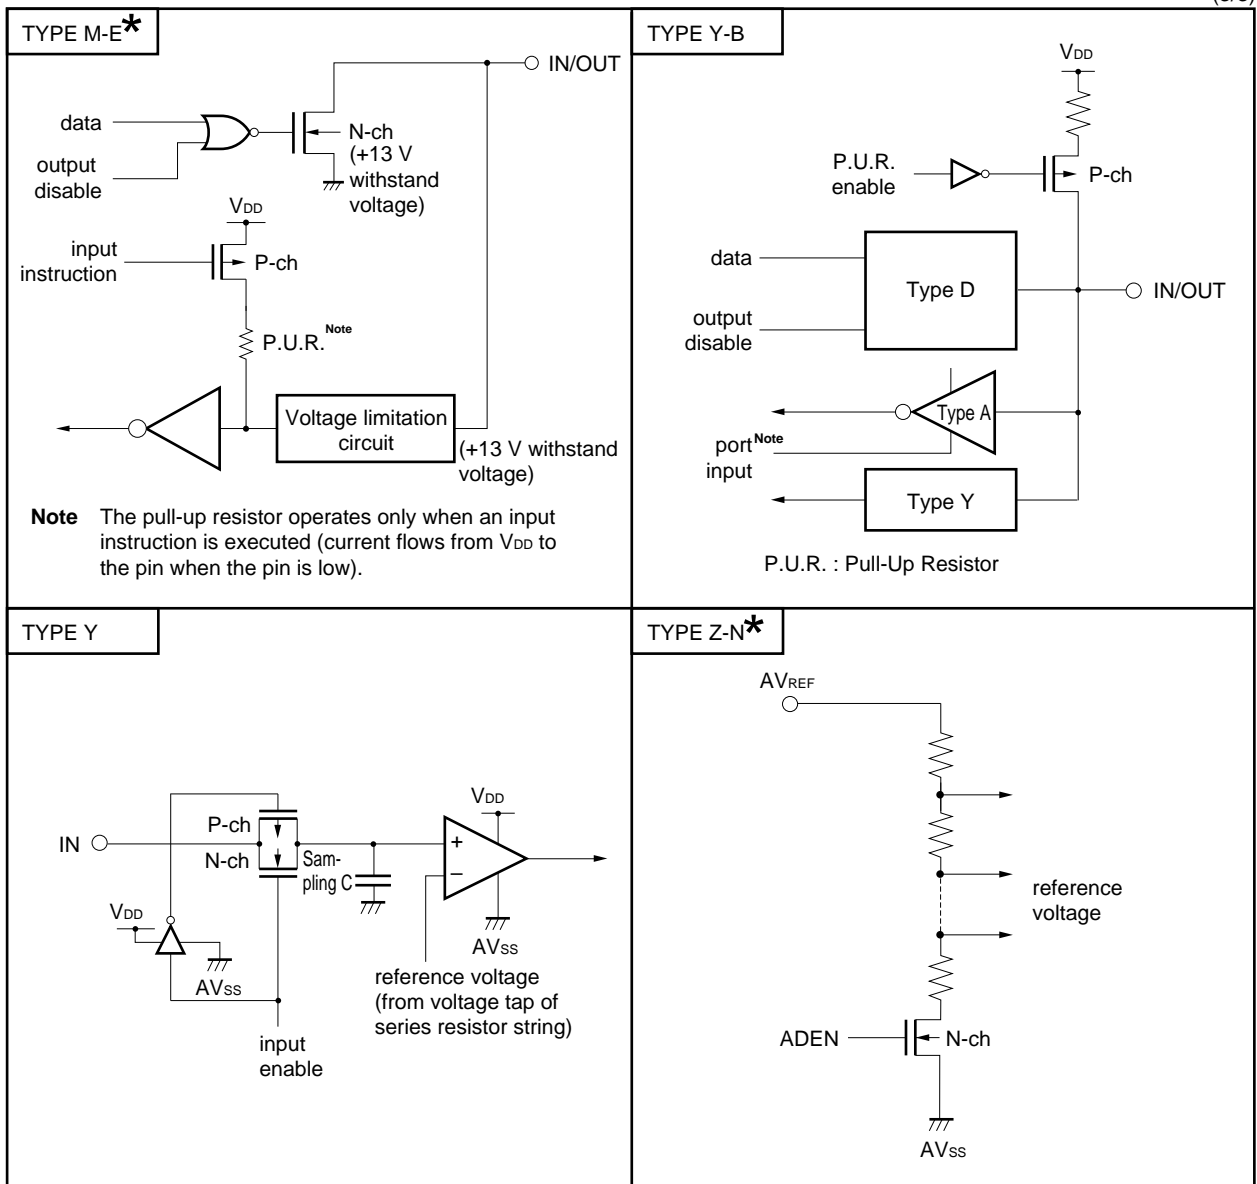 TYPE M-E*
IN/OUT
data
output
disable
N-ch
(+13 V
withstand
voltage)
VDD
input
instruction
P-ch
P.U.R. Note
Voltage limitation
circuit
(+13 V withstand
voltage)
Note The pull-up resistor operates only when an input
instruction is executed (current flows from VDD to
the pin when the pin is low).
TYPE Y-B
VDD
P.U.R.
enable
P-ch
data
Type D
IN/OUT
output
disable
Type A
port Note
input
Type Y
P.U.R. : Pull-Up Resistor
TYPE Y
IN
P-ch
N-ch
Sam-
pling C
VDD
+
−
AVSS
VDD
AVSS
reference voltage
(from voltage tap of
series resistor string)
input
enable
TYPE Z-N*
AVREF
reference
voltage
ADEN
N-ch
AVSS